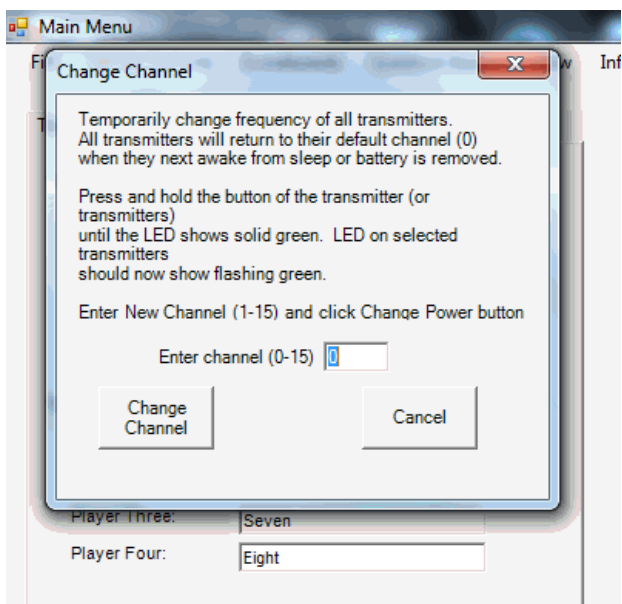 Main Menu
Fi
w
Inf
Change Channel
T
Temporarily change frequency of all transmitters.
All transmitters will return to their default channel (0)
when they next awake from sleep or battery is removed.
Press and hold the button of the transmitter (or
transmitters)
until the LED shows solid green. LED on selected
transmitters
should now show flashing green.
Enter New Channel (1-15) and click Change Power button
Enter channel (0-15) 0
Change
Channel
Cancel
Player Three: Seven
Player Four: Eight